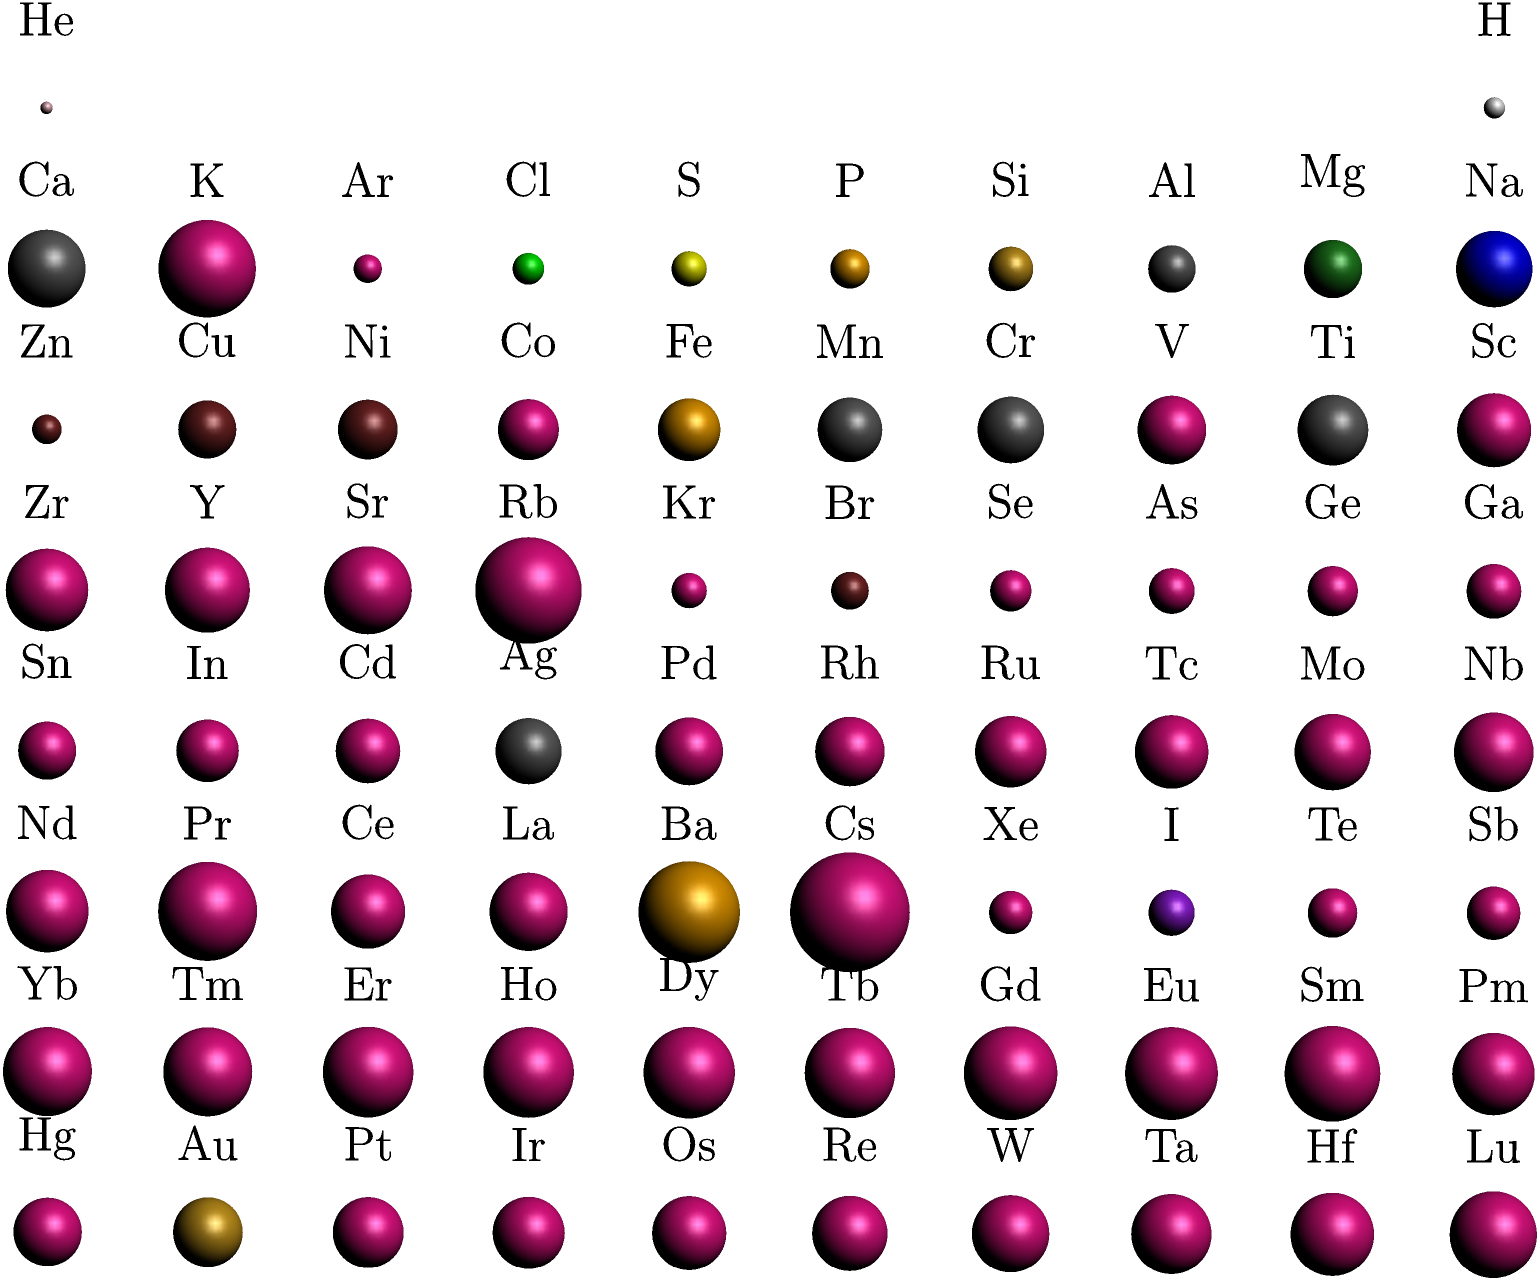 He H
Ca K Ar Cl S P Si Al Mg Na
Zn Cu Ni Co Fe Mn Cr V Ti Sc
Zr Y Sr Rb Kr Br Se As Ge Ga
Sn In Cd Ag Pd Rh Ru Tc Mo Nb
Nd Pr Ce La Ba Cs Xe I Te Sb
Yb Tm Er Ho Dy Tb Gd Eu Sm Pm
Hg Au Pt Ir Os Re W Ta Hf Lu